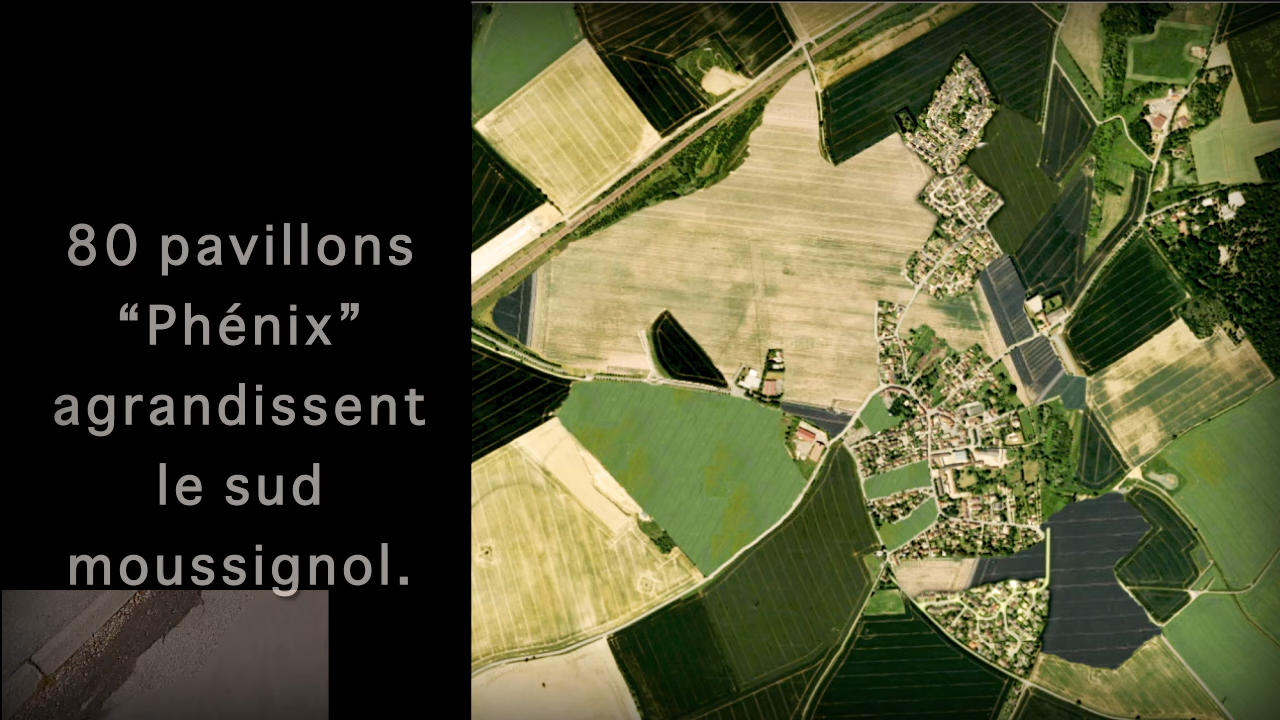 80 pavillons
“Phénix”
agrandissent
le sud
moussignol.